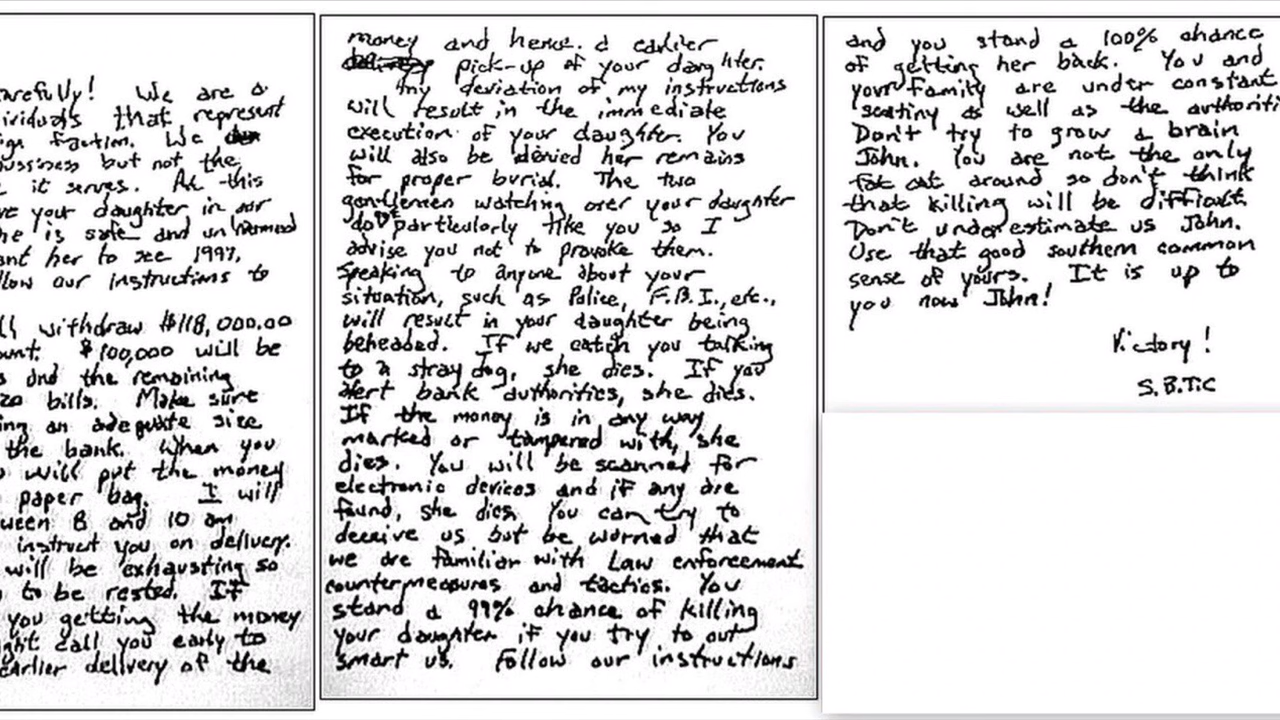 arefully! We are a
ividuals that represent
ign faction. We
ussiness but not the
it serves. At this
ve your daughter in our
he is safe and unharmed
ant her to see 1997,
llow our instructions to
ll withdraw $118,000.00
ount. $100,000 will be
s and the remaining
20 bills. Make sure
ing an adequate size
the bank. When you
will put the money
paper bag. I will
ween 8 and 10 am
instruct you on delivery.
will be exhausting so
to be rested. If
you getting the money
ght call you early to
earlier delivery of the
money and hence. a earlier
delivery pick-up of your daughter.
Any deviation of my instructions
will result in the immediate
execution of your daughter. You
will also be denied her remains
for proper burial. The two
gentlemen watching over your daughter
do not particularly like you so I
advise you not to provoke them.
Speaking to anyone about your
situation, such as Police, F.B.I., etc.,
will result in your daughter being
beheaded. If we catch you talking
to a stray dog, she dies. If you
alert bank authorities, she dies.
If the money is in any way
marked or tampered with, she
dies. You will be scanned for
electronic devices and if any are
found, she dies. You can try to
deceive us but be warned that
we are familiar with Law enforcement
countermeasures and tactics. You
stand a 99% chance of killing
your daughter if you try to out
smart us. Follow our instructions
and you stand a 100% chance
of getting her back. You and
your family are under constant
scutiny as well as the authoriti
Don't try to grow a brain
John. You are not the only
fat cat around so don't think
that killing will be difficult.
Don't underestimate us John.
Use that good southern common
sense of yours. It is up to
you now John!
Victory!
S.B.T.C